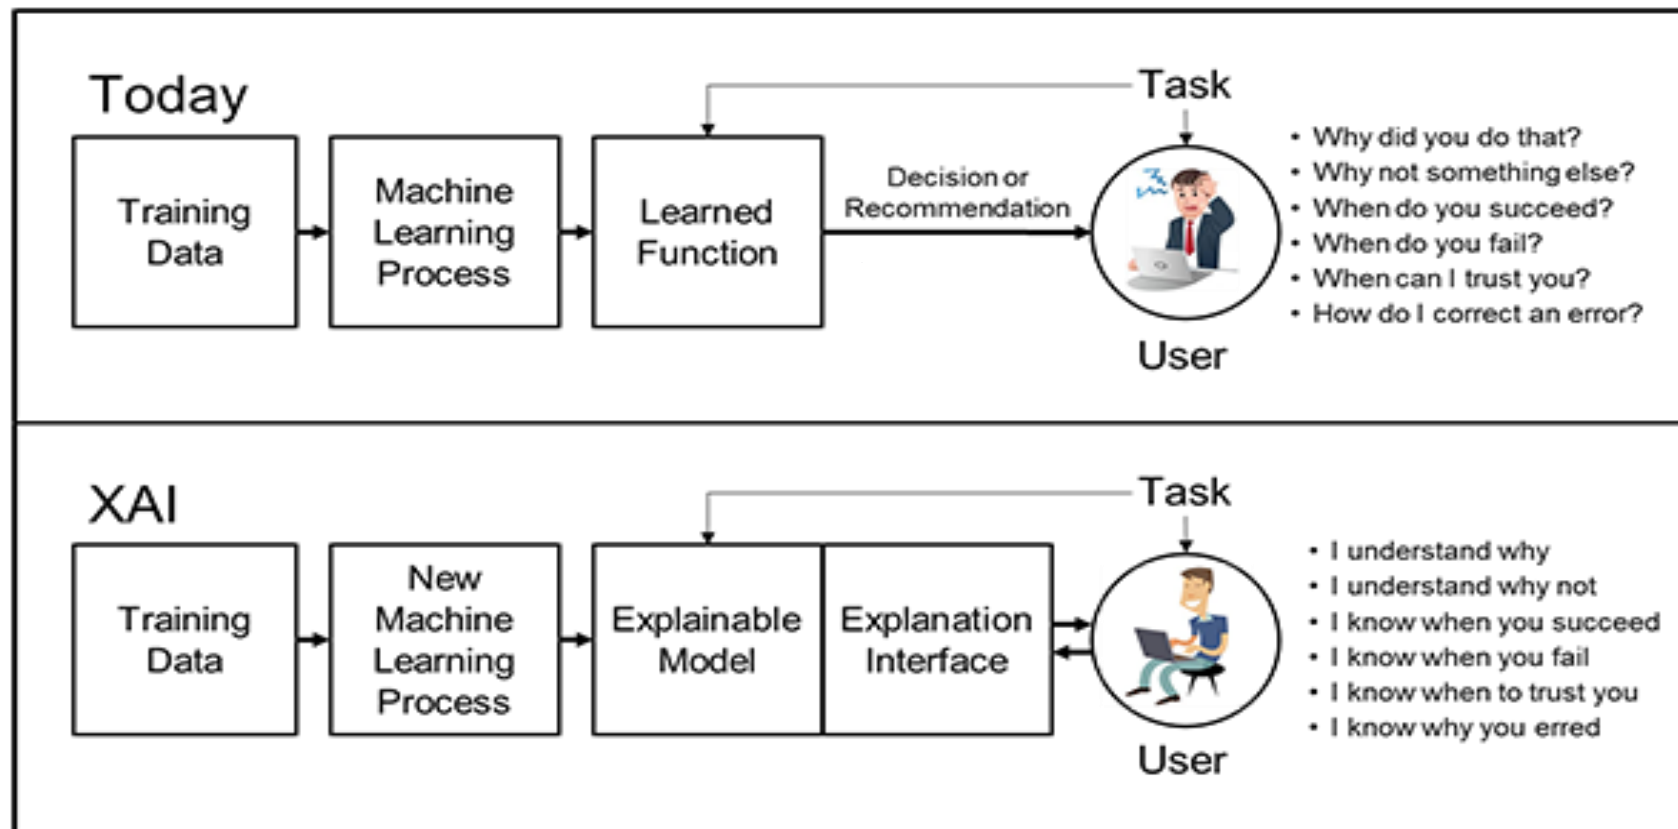 Today
Task
Training
Data
Machine
Learning
Process
Learned
Function
Decision or
Recommendation
User
• Why did you do that?
• Why not something else?
• When do you succeed?
• When do you fail?
• When can I trust you?
• How do I correct an error?
XAI
Task
Training
Data
New
Machine
Learning
Process
Explainable
Model
Explanation
Interface
User
• I understand why
• I understand why not
• I know when you succeed
• I know when you fail
• I know when to trust you
• I know why you erred